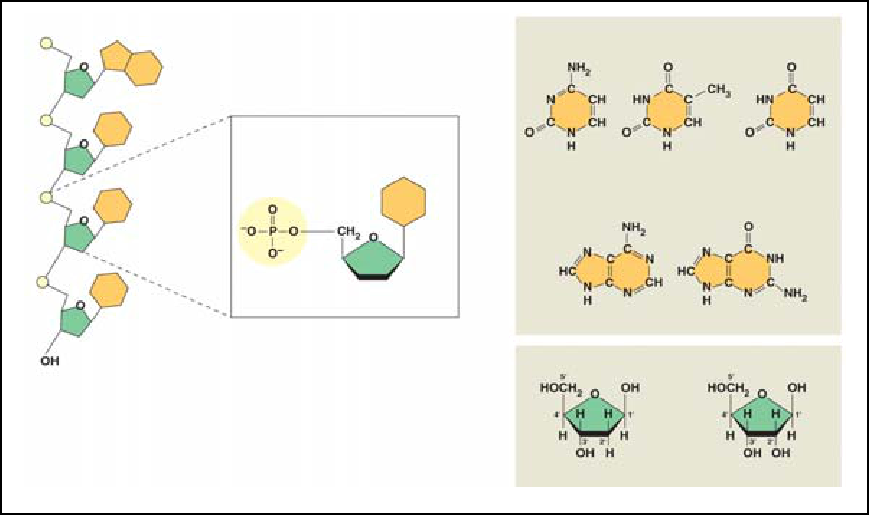 O
O
O
O
OH
O
⁻O–P–O
O⁻
CH₂
O
NH₂
N
CH
C
C
CH
O
N
H
O
C
CH₃
HN
C
C
CH
O
N
H
O
C
HN
CH
C
CH
O
N
H
NH₂
N
C
C
N
HC
C
CH
N
N
H
O
N
C
C
NH
HC
C
C
N
N
NH₂
H
5'
HOCH₂
O
OH
4'
H
H
1'
H
3'
2'
H
OH
H
5'
HOCH₂
O
OH
4'
H
H
1'
H
3'
2'
H
OH
OH